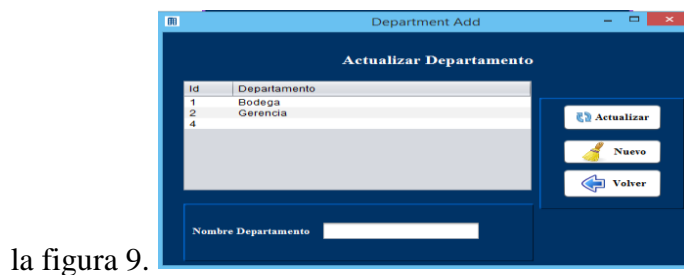 Department Add
Actualizar Departamento
Id Departamento
1 Bodega
2 Gerencia
4
Actualizar
Nuevo
Volver
Nombre Departamento
la figura 9.